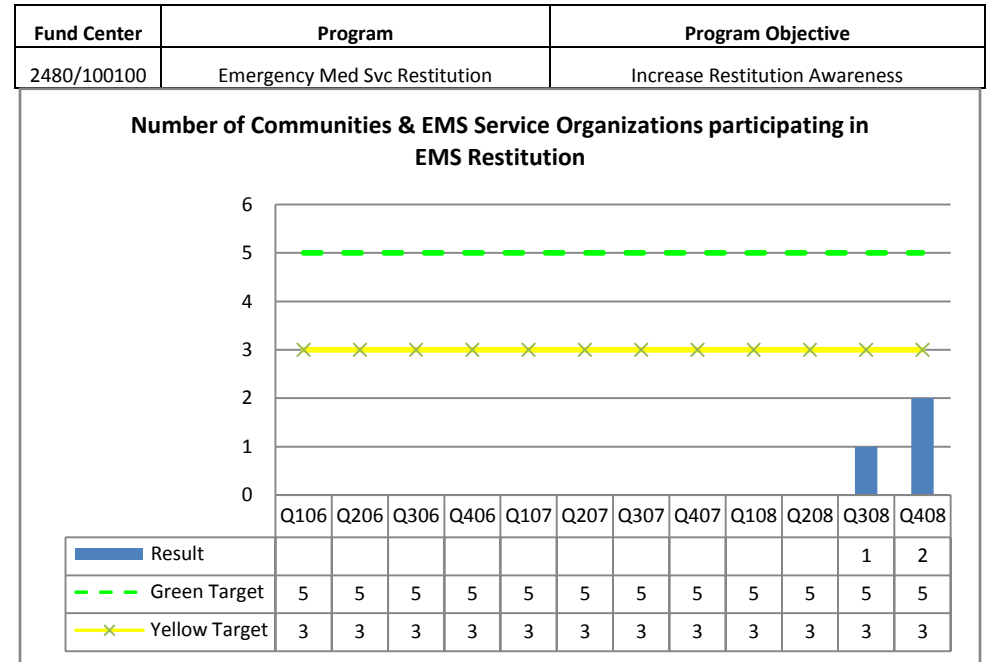 Fund Center Program Program Objective
2480/100100 Emergency Med Svc Restitution Increase Restitution Awareness
Number of Communities & EMS Service Organizations participating in
EMS Restitution
6
5
4
3
2
1
0
Q106 Q206 Q306 Q406 Q107 Q207 Q307 Q407 Q108 Q208 Q308 Q408
Result 1 2
Green Target 5 5 5 5 5 5 5 5 5 5 5 5
Yellow Target 3 3 3 3 3 3 3 3 3 3 3 3